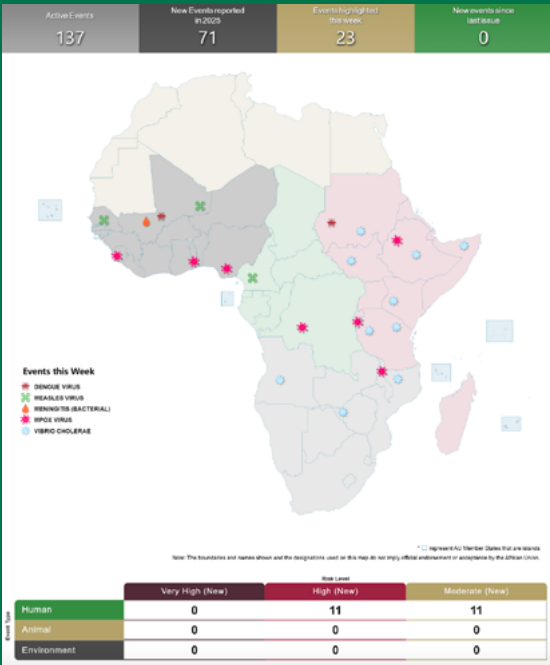 Active Events
137
New Events reported
in 2025
71
Events highlighted
this week
23
New events since
last issue
0
Events this Week
DENGUE VIRUS
MEASLES VIRUS
MENINGITIS (BACTERIAL)
MPOX VIRUS
VIBRIO CHOLERAE
* represent AU Member States that are islands
Note: The boundaries and names shown and the designations used on this map do not imply official endorsement or acceptance by the African Union.
Risk Level
Very High (New) High (New) Moderate (New)
Event Type
Human 0 11 11
Animal 0 0 0
Environment 0 0 0